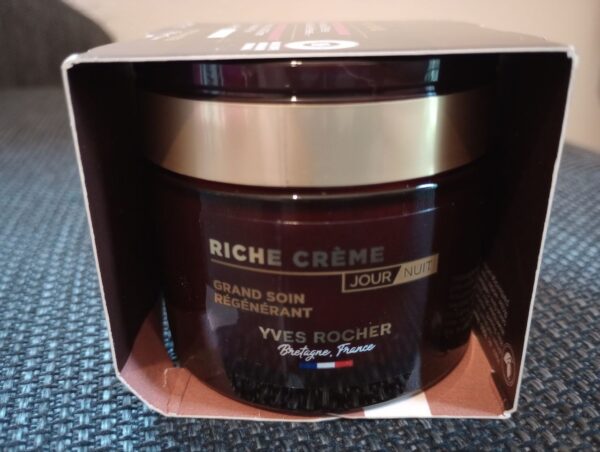 RICHE CRÈME
JOUR/NUIT
GRAND SOIN
RÉGÉNÉRANT
YVES ROCHER
Bretagne, France